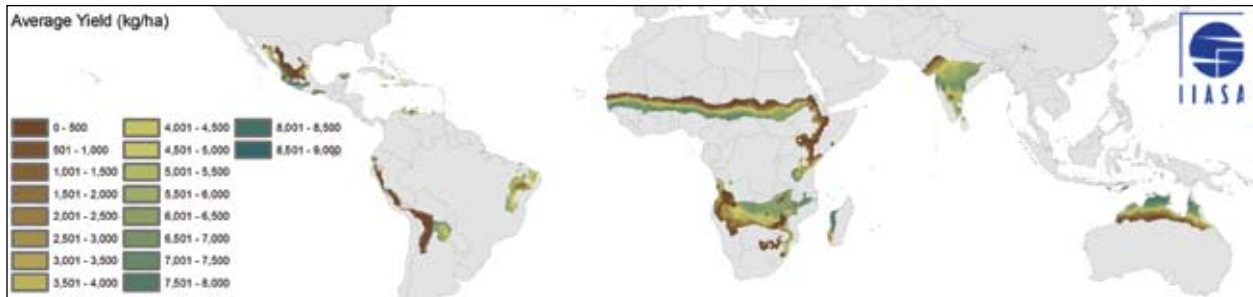 Average Yield (kg/ha)
IIASA
0 - 500
501 - 1,000
1,001 - 1,500
1,501 - 2,000
2,001 - 2,500
2,501 - 3,000
3,001 - 3,500
3,501 - 4,000
4,001 - 4,500
4,501 - 5,000
5,001 - 5,500
5,501 - 6,000
6,001 - 6,500
6,501 - 7,000
7,001 - 7,500
7,501 - 8,000
8,001 - 8,500
8,501 - 9,000